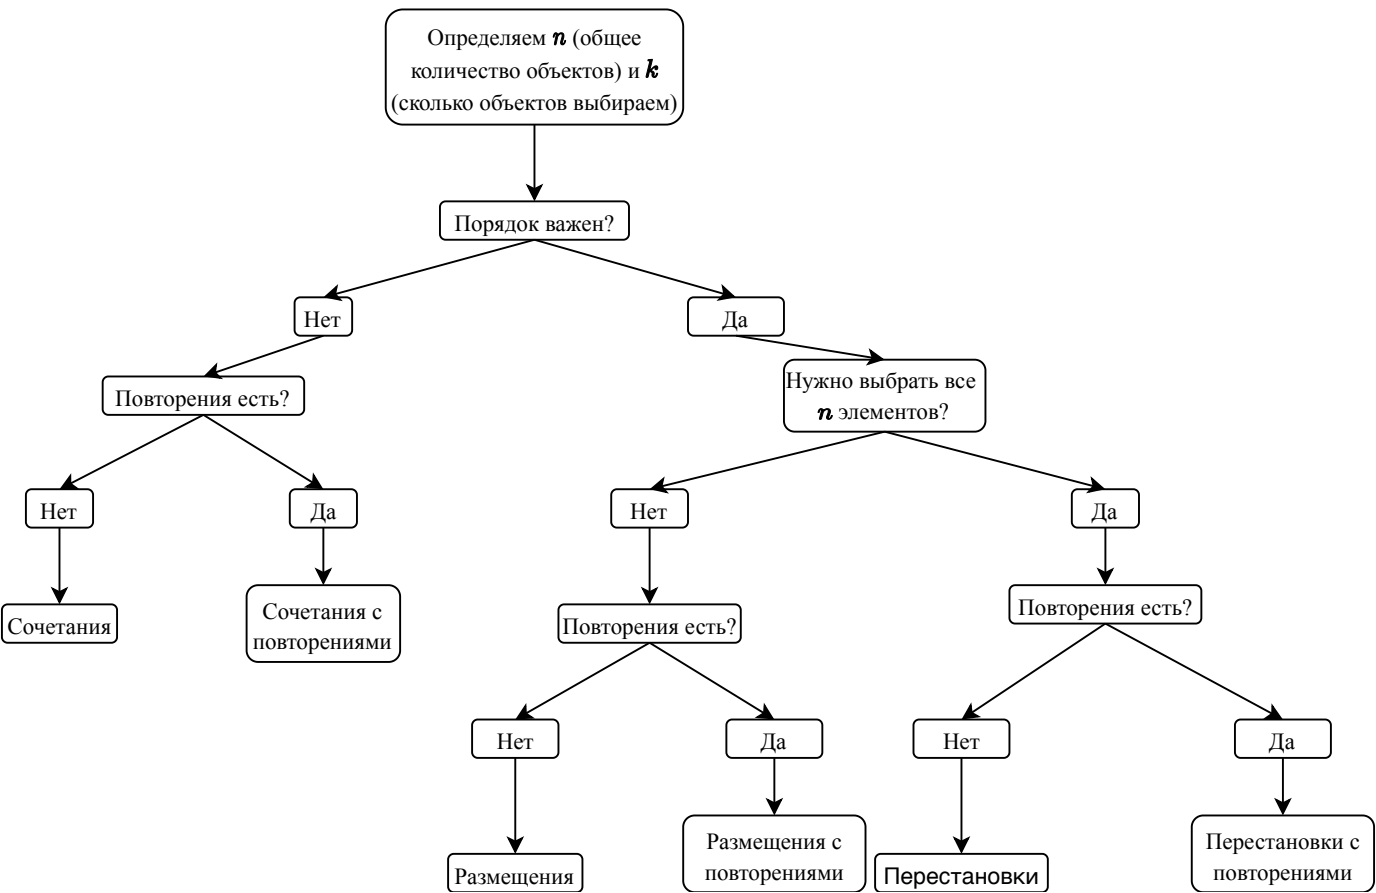 Определяем n (общее
количество объектов) и k
(сколько объектов выбираем)
Порядок важен?
Нет
Да
Повторения есть?
Нужно выбрать все
n элементов?
Нет
Да
Нет
Да
Сочетания
Сочетания с
повторениями
Повторения есть?
Повторения есть?
Нет
Да
Нет
Да
Размещения
Размещения с
повторениями
Перестановки
Перестановки с
повторениями